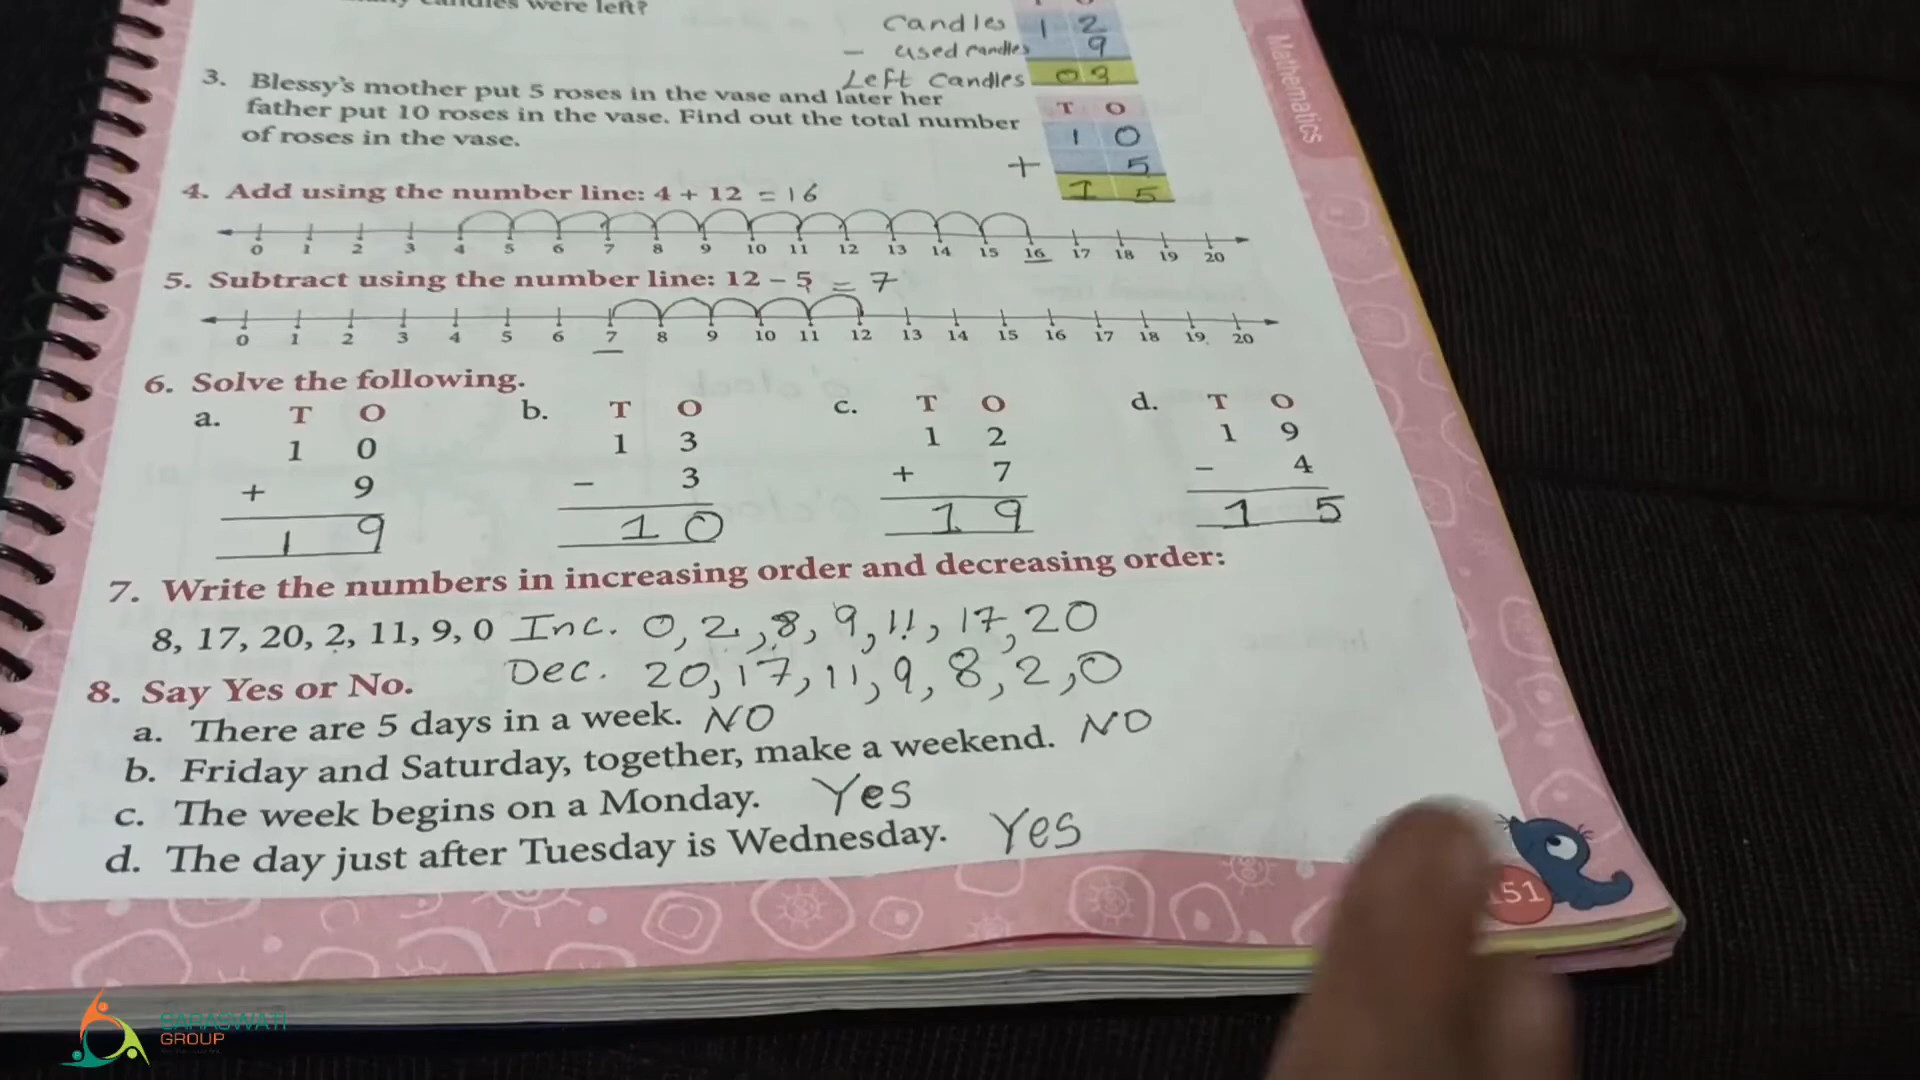 were left?
Candles 1 2
- used candles 9
Left Candles 0 3
Mathematics
3. Blessy's mother put 5 roses in the vase and later her
father put 10 roses in the vase. Find out the total number
of roses in the vase.
T O
1 0
+ 5
1 5
4. Add using the number line: 4 + 12 = 16
0 1 2 3 4 5 6 7 8 9 10 11 12 13 14 15 16 17 18 19 20
5. Subtract using the number line: 12 - 5 = 7
0 1 2 3 4 5 6 7 8 9 10 11 12 13 14 15 16 17 18 19 20
6. Solve the following.
a. T O b. T O c. T O d. T O
1 0 1 3 1 2 1 9
+ 9 - 3 + 7 - 4
1 9 1 0 1 9 1 5
7. Write the numbers in increasing order and decreasing order:
8, 17, 20, 2, 11, 9, 0 Inc. 0, 2, 8, 9, 11, 17, 20
Dec. 20, 17, 11, 9, 8, 2, 0
8. Say Yes or No.
a. There are 5 days in a week. NO
b. Friday and Saturday, together, make a weekend. NO
c. The week begins on a Monday. Yes
d. The day just after Tuesday is Wednesday. Yes
151
SARASWATI
GROUP